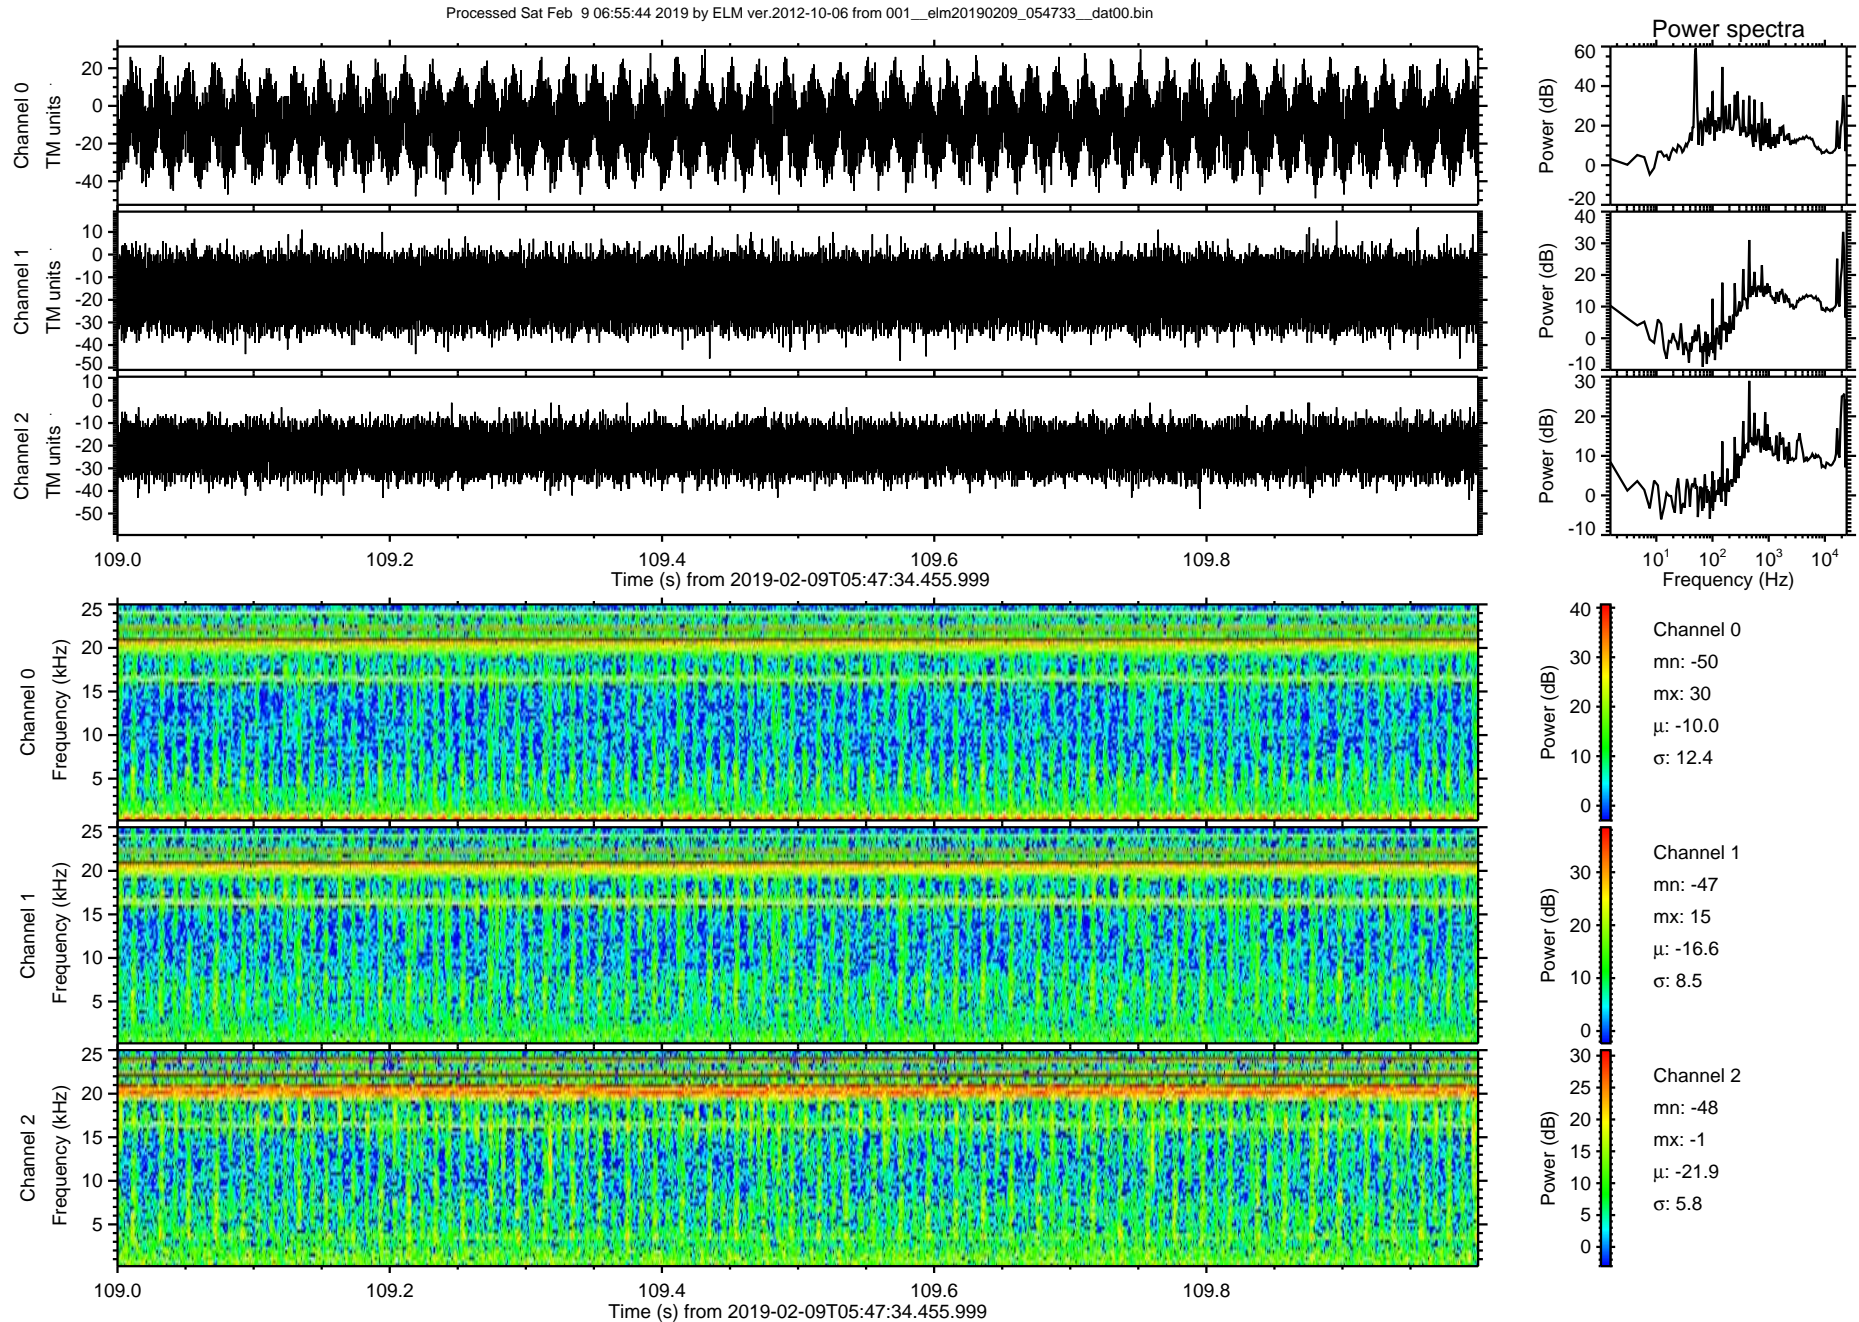 Processed Sat Feb  9 06:55:44 2019 by ELM ver.2012-10-06 from 001__elm20190209_054733__dat00.bin
Power spectra
Channel 0
TM units
20
0
-20
-40
Power (dB)
60
40
20
0
-20
Channel 1
TM units
10
0
-10
-20
-30
-40
-50
Power (dB)
40
30
20
10
0
-10
Channel 2
TM units
10
0
-10
-20
-30
-40
-50
Power (dB)
30
20
10
0
-10
109.0 109.2 109.4 109.6 109.8
Time (s) from 2019-02-09T05:47:34.455.999
10^1 10^2 10^3 10^4
Frequency (Hz)
Channel 0
Frequency (kHz)
25
20
15
10
5
Power (dB)
40
30
20
10
0
Channel 0
mn: -50
mx: 30
μ: -10.0
σ: 12.4
Channel 1
Frequency (kHz)
25
20
15
10
5
Power (dB)
30
20
10
0
Channel 1
mn: -47
mx: 15
μ: -16.6
σ: 8.5
Channel 2
Frequency (kHz)
25
20
15
10
5
Power (dB)
30
25
20
15
10
5
0
Channel 2
mn: -48
mx: -1
μ: -21.9
σ: 5.8
109.0 109.2 109.4 109.6 109.8
Time (s) from 2019-02-09T05:47:34.455.999